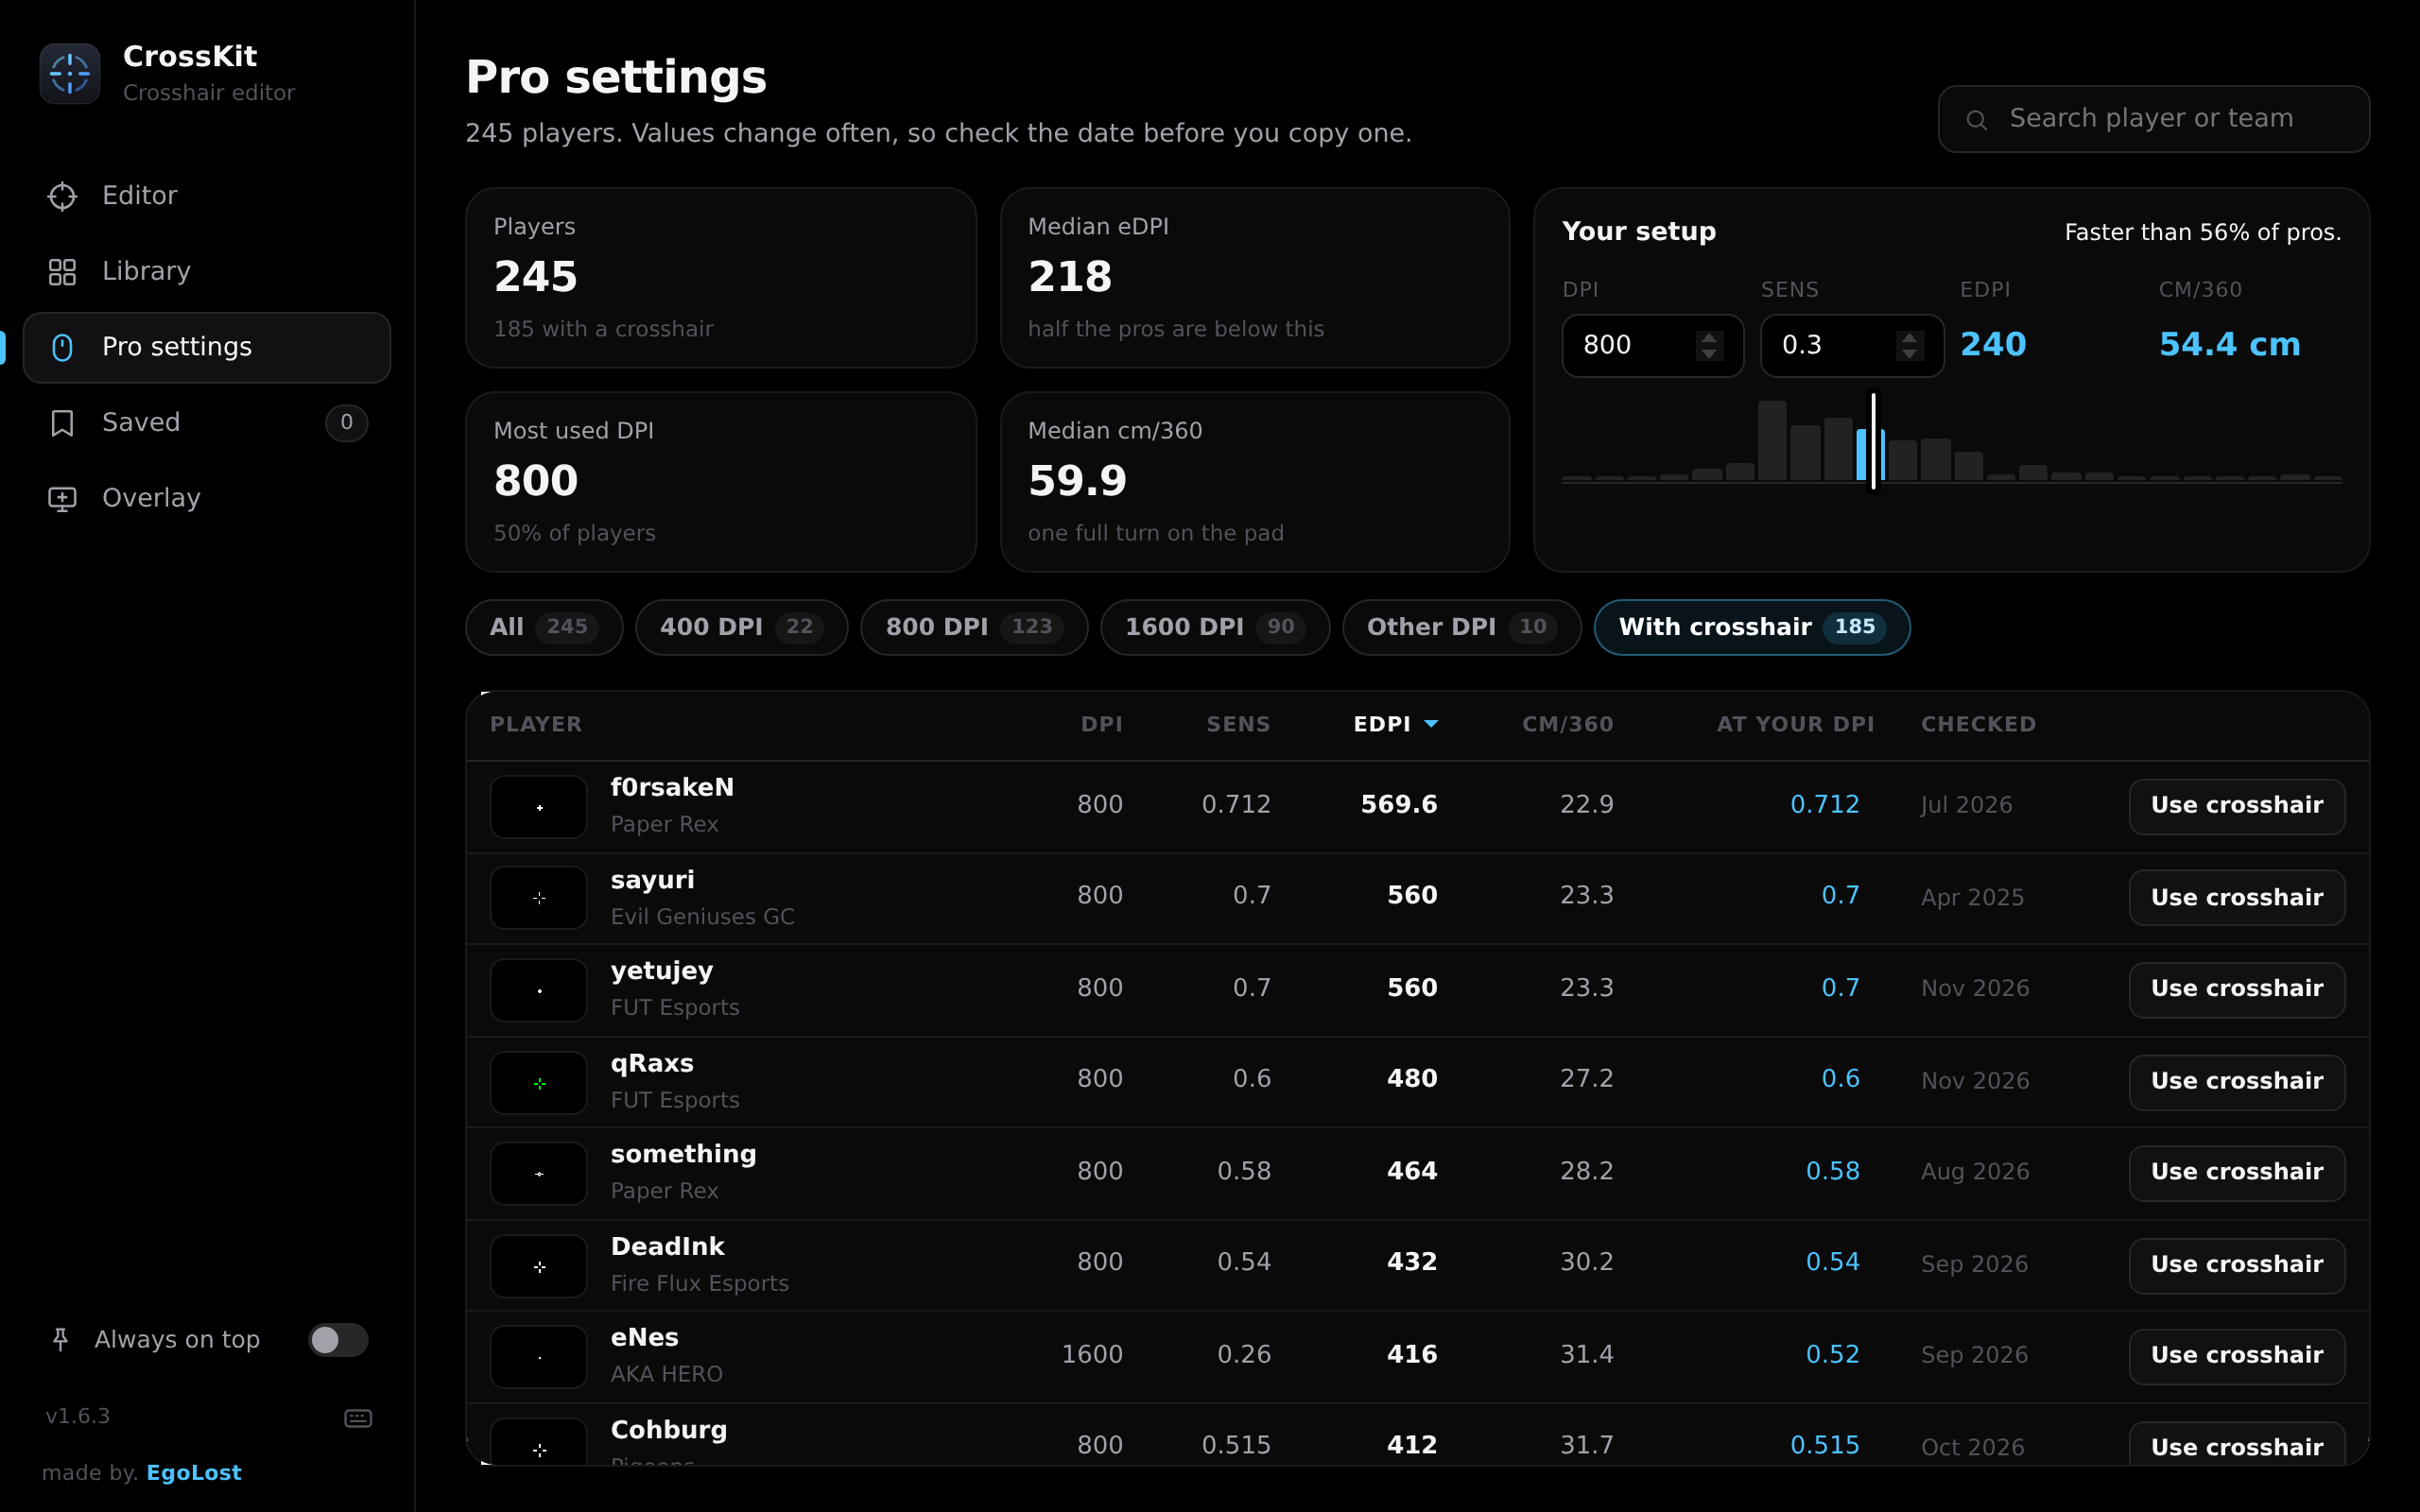 CrossKit
Crosshair editor
Editor
Library
Pro settings
Saved 0
Overlay
Always on top
v1.6.3
made by. EgoLost
Pro settings
245 players. Values change often, so check the date before you copy one.
Search player or team
Players
245
185 with a crosshair
Median eDPI
218
half the pros are below this
Most used DPI
800
50% of players
Median cm/360
59.9
one full turn on the pad
Your setup Faster than 56% of pros.
DPI SENS EDPI CM/360
800 0.3 240 54.4 cm
All 245 400 DPI 22 800 DPI 123 1600 DPI 90 Other DPI 10 With crosshair 185
PLAYER DPI SENS EDPI CM/360 AT YOUR DPI CHECKED
f0rsakeN 800 0.712 569.6 22.9 0.712 Jul 2026 Use crosshair
Paper Rex
sayuri 800 0.7 560 23.3 0.7 Apr 2025 Use crosshair
Evil Geniuses GC
yetujey 800 0.7 560 23.3 0.7 Nov 2026 Use crosshair
FUT Esports
qRaxs 800 0.6 480 27.2 0.6 Nov 2026 Use crosshair
FUT Esports
something 800 0.58 464 28.2 0.58 Aug 2026 Use crosshair
Paper Rex
DeadInk 800 0.54 432 30.2 0.54 Sep 2026 Use crosshair
Fire Flux Esports
eNes 1600 0.26 416 31.4 0.52 Sep 2026 Use crosshair
AKA HERO
Cohburg 800 0.515 412 31.7 0.515 Oct 2026 Use crosshair